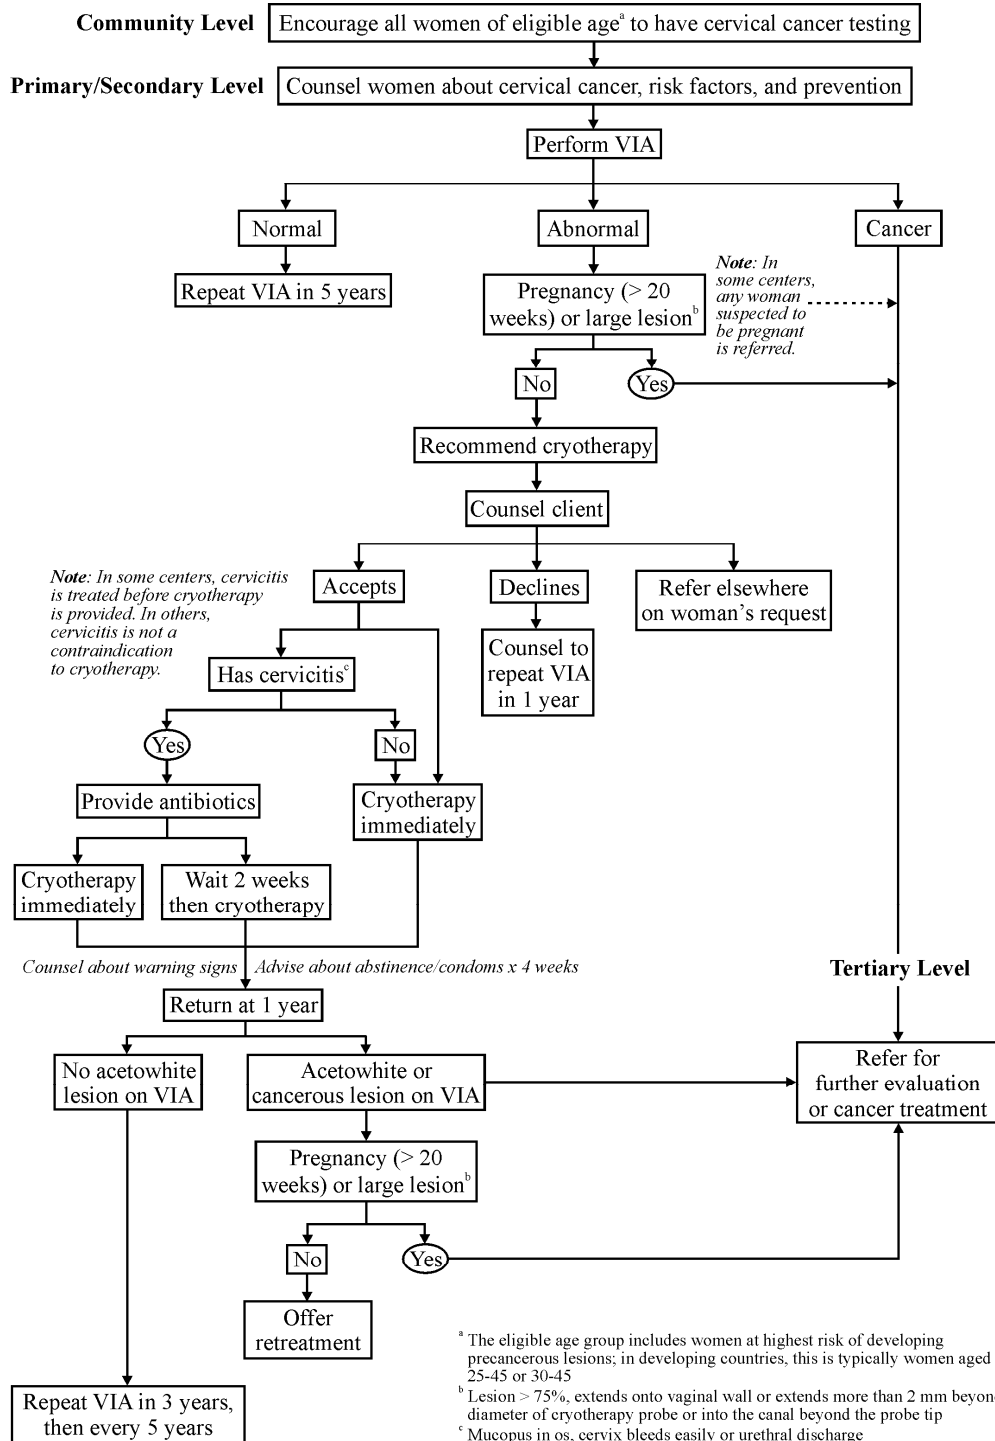 Community Level
Encourage all women of eligible age^a to have cervical cancer testing
Primary/Secondary Level
Counsel women about cervical cancer, risk factors, and prevention
Perform VIA
Normal
Abnormal
Cancer
Repeat VIA in 5 years
Pregnancy (> 20
weeks) or large lesion^b
Note: In
some centers,
any woman
suspected to
be pregnant
is referred.
No
Yes
Recommend cryotherapy
Counsel client
Note: In some centers, cervicitis
is treated before cryotherapy
is provided. In others,
cervicitis is not a
contraindication
to cryotherapy.
Accepts
Declines
Refer elsewhere
on woman's request
Has cervicitis^c
Counsel to
repeat VIA
in 1 year
Yes
No
Provide antibiotics
Cryotherapy
immediately
Cryotherapy
immediately
Wait 2 weeks
then cryotherapy
Counsel about warning signs
Advise about abstinence/condoms x 4 weeks
Tertiary Level
Return at 1 year
No acetowhite
lesion on VIA
Acetowhite or
cancerous lesion on VIA
Refer for
further evaluation
or cancer treatment
Pregnancy (> 20
weeks) or large lesion^b
No
Yes
Offer
retreatment
Repeat VIA in 3 years,
then every 5 years
^a The eligible age group includes women at highest risk of developing
precancerous lesions; in developing countries, this is typically women aged
25-45 or 30-45
^b Lesion > 75%, extends onto vaginal wall or extends more than 2 mm beyond
diameter of cryotherapy probe or into the canal beyond the probe tip
^c Mucopus in os, cervix bleeds easily or urethral discharge